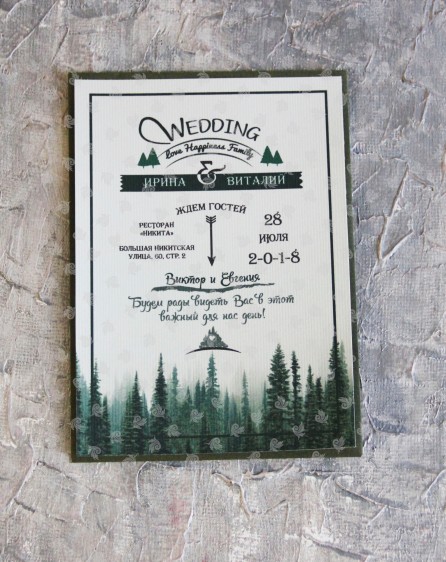 WEDDING
Love Happiness Family
&
ИРИНА ВИТАЛИЙ
ЖДЕМ ГОСТЕЙ
РЕСТОРАН
«НИКИТА»
БОЛЬШАЯ НИКИТСКАЯ
УЛИЦА, 60, СТР. 2
28
ИЮЛЯ
2-0-1-8
Виктор и Евгения
Будем рады видеть Вас в этот
важный для нас день!